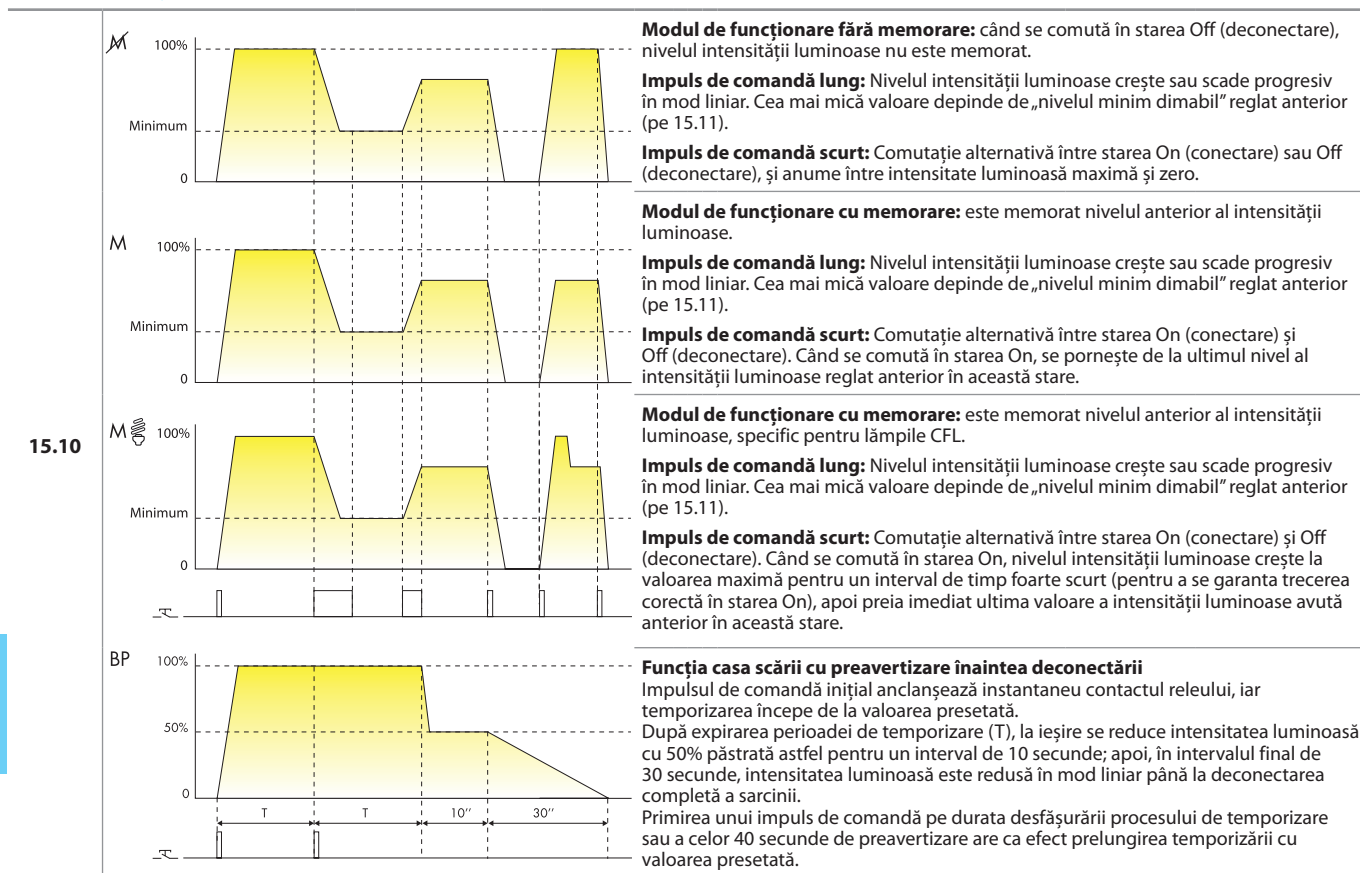 15.10
M
100%
Minimum
0
Modul de funcționare fără memorare: când se comută în starea Off (deconectare),
nivelul intensității luminoase nu este memorat.
Impuls de comandă lung: Nivelul intensității luminoase crește sau scade progresiv
în mod liniar. Cea mai mică valoare depinde de „nivelul minim dimabil” reglat anterior
(pe 15.11).
Impuls de comandă scurt: Comutație alternativă între starea On (conectare) sau Off
(deconectare), și anume între intensitate luminoasă maximă și zero.
M
100%
Minimum
0
Modul de funcționare cu memorare: este memorat nivelul anterior al intensității
luminoase.
Impuls de comandă lung: Nivelul intensității luminoase crește sau scade progresiv
în mod liniar. Cea mai mică valoare depinde de „nivelul minim dimabil” reglat anterior
(pe 15.11).
Impuls de comandă scurt: Comutație alternativă între starea On (conectare) și
Off (deconectare). Când se comută în starea On, se pornește de la ultimul nivel al
intensității luminoase reglat anterior în această stare.
M
100%
Minimum
0
Modul de funcționare cu memorare: este memorat nivelul anterior al intensității
luminoase, specific pentru lămpile CFL.
Impuls de comandă lung: Nivelul intensității luminoase crește sau scade progresiv
în mod liniar. Cea mai mică valoare depinde de „nivelul minim dimabil” reglat anterior
(pe 15.11).
Impuls de comandă scurt: Comutație alternativă între starea On (conectare) și Off
(deconectare). Când se comută în starea On, nivelul intensității luminoase crește la
valoarea maximă pentru un interval de timp foarte scurt (pentru a se garanta trecerea
corectă în starea On), apoi preia imediat ultima valoare a intensității luminoase avută
anterior în această stare.
BP
100%
50%
0
T T 10’’ 30’’
Funcția casa scării cu preavertizare înaintea deconectării
Impulsul de comandă inițial anclanșează instantaneu contactul releului, iar
temporizarea începe de la valoarea presetată.
După expirarea perioadei de temporizare (T), la ieșire se reduce intensitatea luminoasă
cu 50% păstrată astfel pentru un interval de 10 secunde; apoi, în intervalul final de
30 secunde, intensitatea luminoasă este redusă în mod liniar până la deconectarea
completă a sarcinii.
Primirea unui impuls de comandă pe durata desfășurării procesului de temporizare
sau a celor 40 secunde de preavertizare are ca efect prelungirea temporizării cu
valoarea presetată.